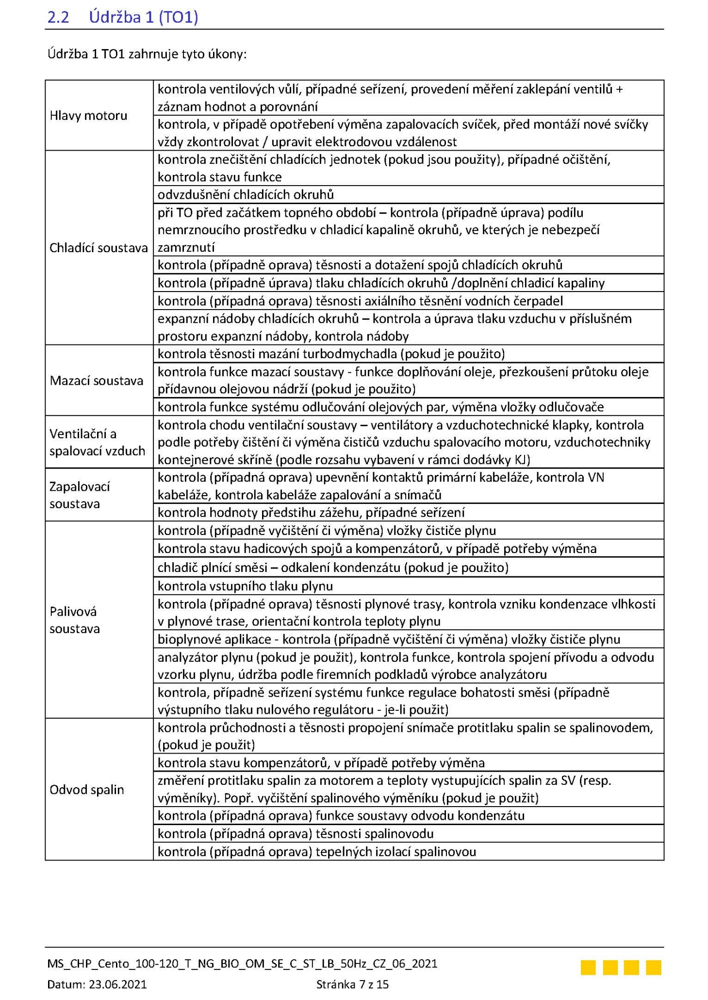 2.2 Údržba 1 (TO1)
Údržba 1 TO1 zahrnuje tyto úkony:
Hlavy motoru
kontrola ventilových vůlí, případné seřízení, provedení měření zaklepání ventilů +
záznam hodnot a porovnání
kontrola, v případě opotřebení výměna zapalovacích svíček, před montáží nové svíčky
vždy zkontrolovat / upravit elektrodovou vzdálenost
Chladící soustava
kontrola znečištění chladících jednotek (pokud jsou použity), případné očištění,
kontrola stavu funkce
odvzdušnění chladících okruhů
při TO před začátkem topného období – kontrola (případně úprava) podílu
nemrznoucího prostředku v chladicí kapalině okruhů, ve kterých je nebezpečí
zamrznutí
kontrola (případně oprava) těsnosti a dotažení spojů chladících okruhů
kontrola (případně úprava) tlaku chladících okruhů /doplnění chladicí kapaliny
kontrola (případná oprava) těsnosti axiálního těsnění vodních čerpadel
expanzní nádoby chladících okruhů – kontrola a úprava tlaku vzduchu v příslušném
prostoru expanzní nádoby, kontrola nádoby
Mazací soustava
kontrola těsnosti mazání turbodmychadla (pokud je použito)
kontrola funkce mazací soustavy - funkce doplňování oleje, přezkoušení průtoku oleje
přídavnou olejovou nádrží (pokud je použito)
kontrola funkce systému odlučování olejových par, výměna vložky odlučovače
Ventilační a
spalovací vzduch
kontrola chodu ventilační soustavy – ventilátory a vzduchotechnické klapky, kontrola
podle potřeby čištění či výměna čističů vzduchu spalovacího motoru, vzduchotechniky
kontejnerové skříně (podle rozsahu vybavení v rámci dodávky KJ)
Zapalovací
soustava
kontrola (případná oprava) upevnění kontaktů primární kabeláže, kontrola VN
kabeláže, kontrola kabeláže zapalování a snímačů
kontrola hodnoty předstihu zážehu, případné seřízení
Palivová
soustava
kontrola (případně vyčištění či výměna) vložky čističe plynu
kontrola stavu hadicových spojů a kompenzátorů, v případě potřeby výměna
chladič plnící směsi – odkalení kondenzátu (pokud je použito)
kontrola vstupního tlaku plynu
kontrola (případné oprava) těsnosti plynové trasy, kontrola vzniku kondenzace vlhkosti
v plynové trase, orientační kontrola teploty plynu
bioplynové aplikace - kontrola (případně vyčištění či výměna) vložky čističe plynu
analyzátor plynu (pokud je použit), kontrola funkce, kontrola spojení přívodu a odvodu
vzorku plynu, údržba podle firemních podkladů výrobce analyzátoru
kontrola, případně seřízení systému funkce regulace bohatosti směsi (případně
výstupního tlaku nulového regulátoru - je-li použit)
Odvod spalin
kontrola průchodnosti a těsnosti propojení snímače protitlaku spalin se spalinovodem,
(pokud je použit)
kontrola stavu kompenzátorů, v případě potřeby výměna
změření protitlaku spalin za motorem a teploty vystupujících spalin za SV (resp.
výměníky). Popř. vyčištění spalinového výměníku (pokud je použit)
kontrola (případná oprava) funkce soustavy odvodu kondenzátu
kontrola (případná oprava) těsnosti spalinovodu
kontrola (případná oprava) tepelných izolací spalinovou
MS_CHP_Cento_100-120_T_NG_BIO_OM_SE_C_ST_LB_50Hz_CZ_06_2021
Datum: 23.06.2021 Stránka 7 z 15